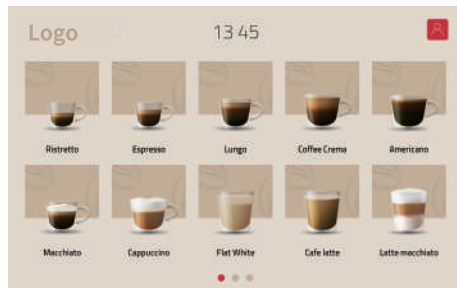 Logo
13 45
Ristretto Espresso Lungo Coffee Crema Americano
Macchiato Cappuccino Flat White Cafe latte Latte macchiato